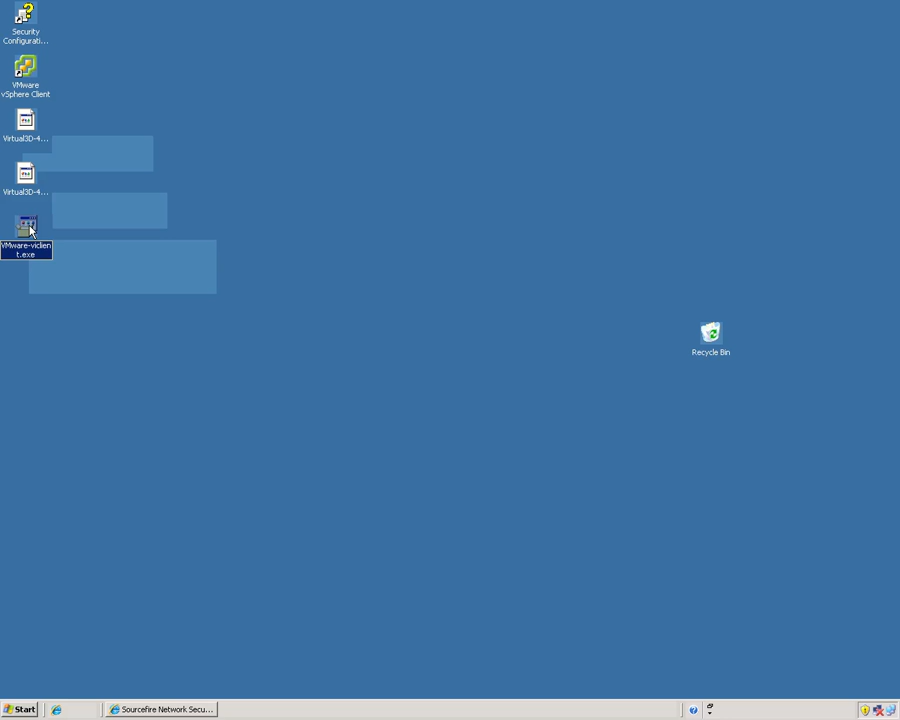 Security
Configurati...
VMware
vSphere Client
Virtual3D-4...
Virtual3D-4...
VMware-viclien
t.exe
Recycle Bin
Start
Sourcefire Network Secu...